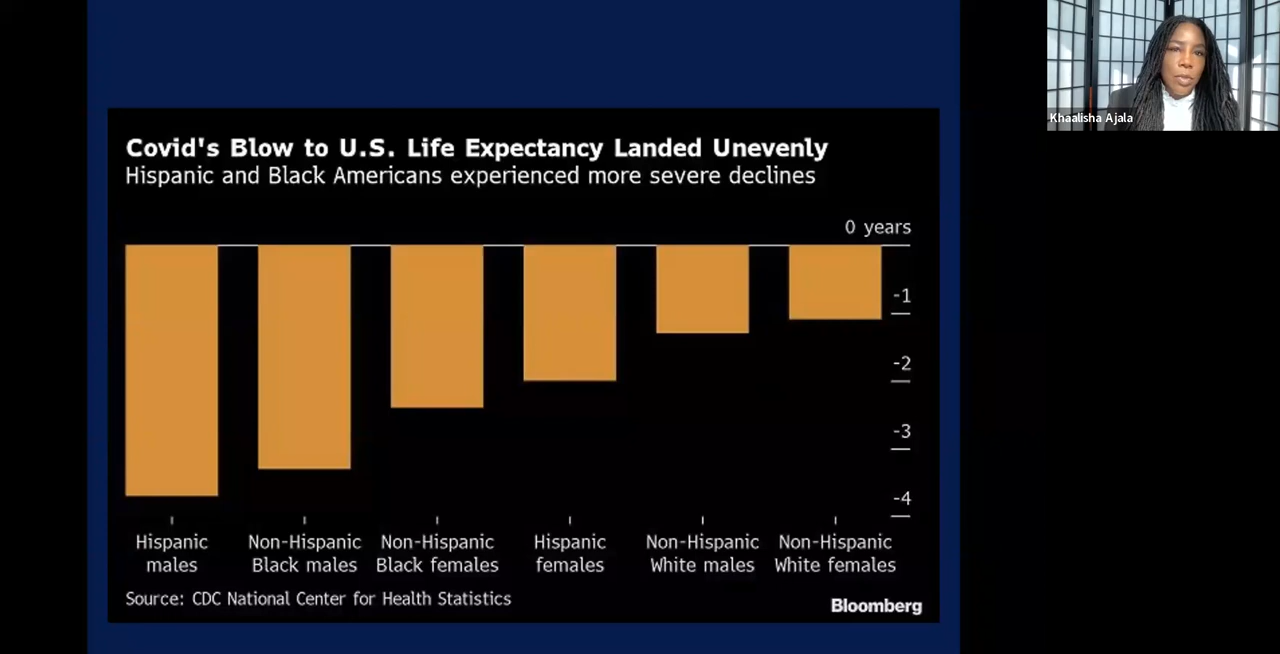 Covid's Blow to U.S. Life Expectancy Landed Unevenly
Hispanic and Black Americans experienced more severe declines
0 years
-1
-2
-3
-4
Hispanic males
Non-Hispanic Black males
Non-Hispanic Black females
Hispanic females
Non-Hispanic White males
Non-Hispanic White females
Source: CDC National Center for Health Statistics
Bloomberg
Khaalisha Ajala